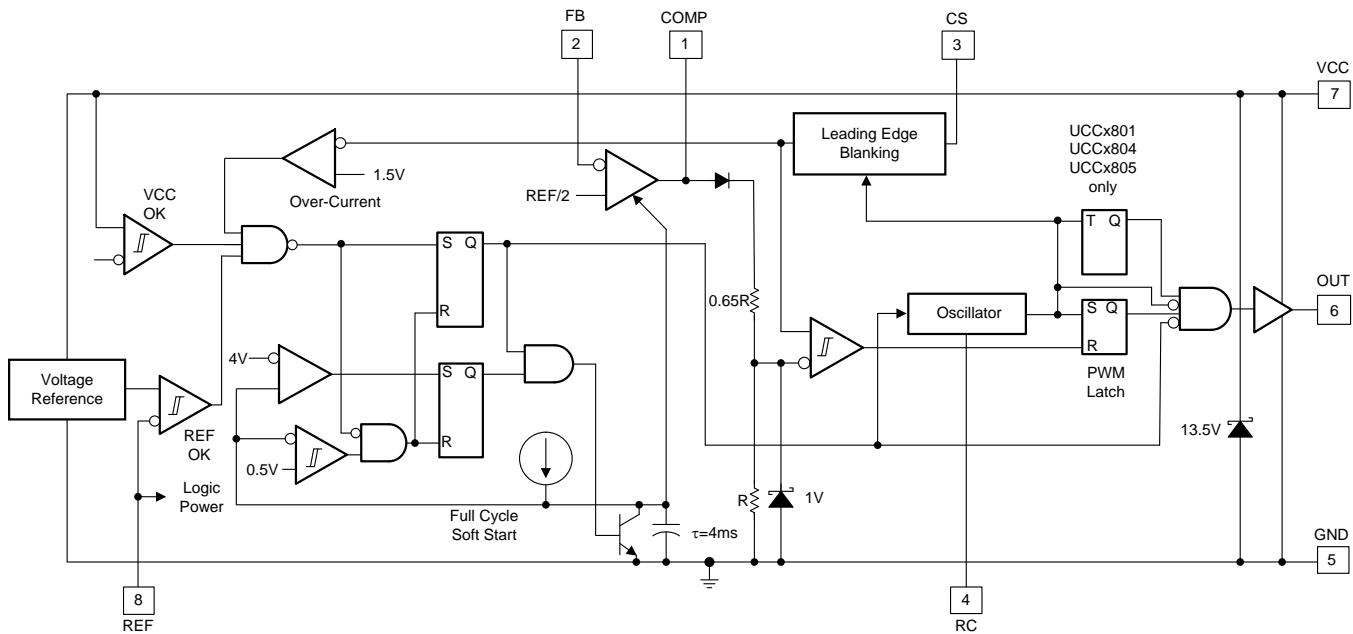 FB
2
COMP
1
CS
3
VCC
7
Leading Edge
Blanking
UCCx801
UCCx804
UCCx805
only
1.5V
Over-Current
VCC
OK
REF/2
T Q
S Q
R
0.65R
OUT
6
Oscillator
S Q
R
PWM
Latch
4V
Voltage
Reference
S Q
R
REF
OK
0.5V
13.5V
Logic
Power
Full Cycle
Soft Start
R
1V
τ=4ms
GND
5
8
REF
4
RC